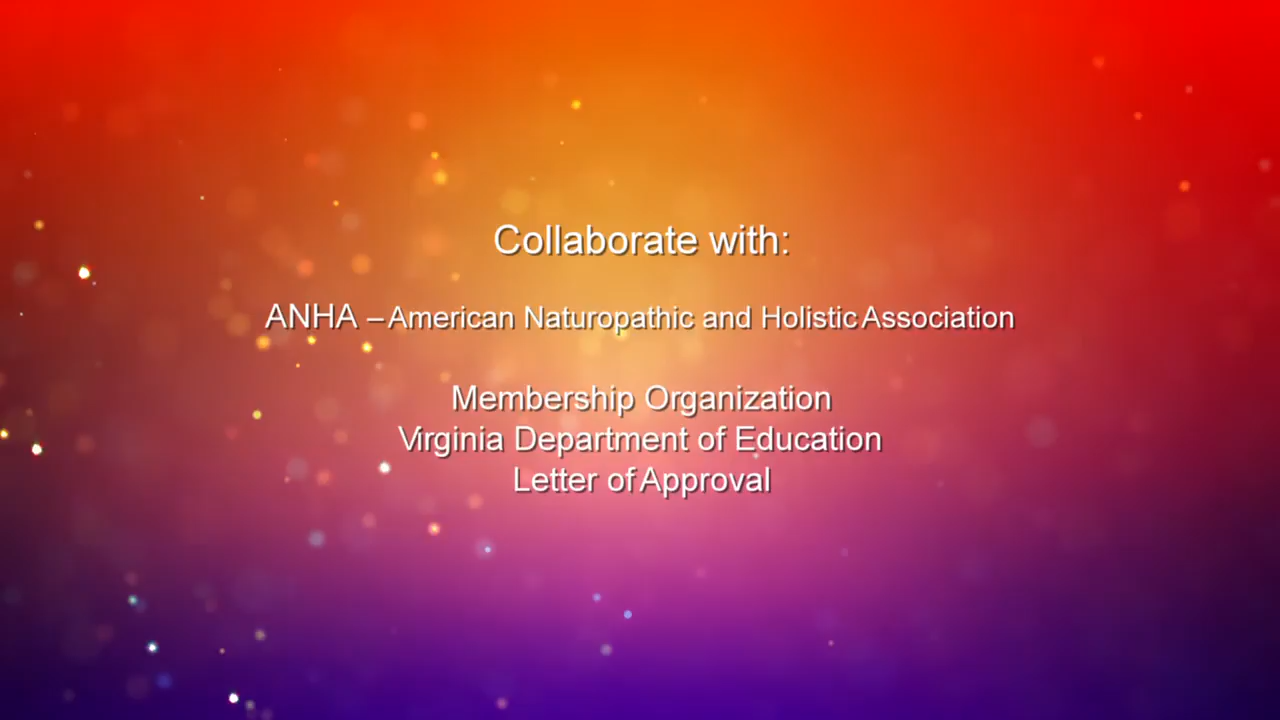 Collaborate with:
ANHA – American Naturopathic and Holistic Association
Membership Organization
Virginia Department of Education
Letter of Approval